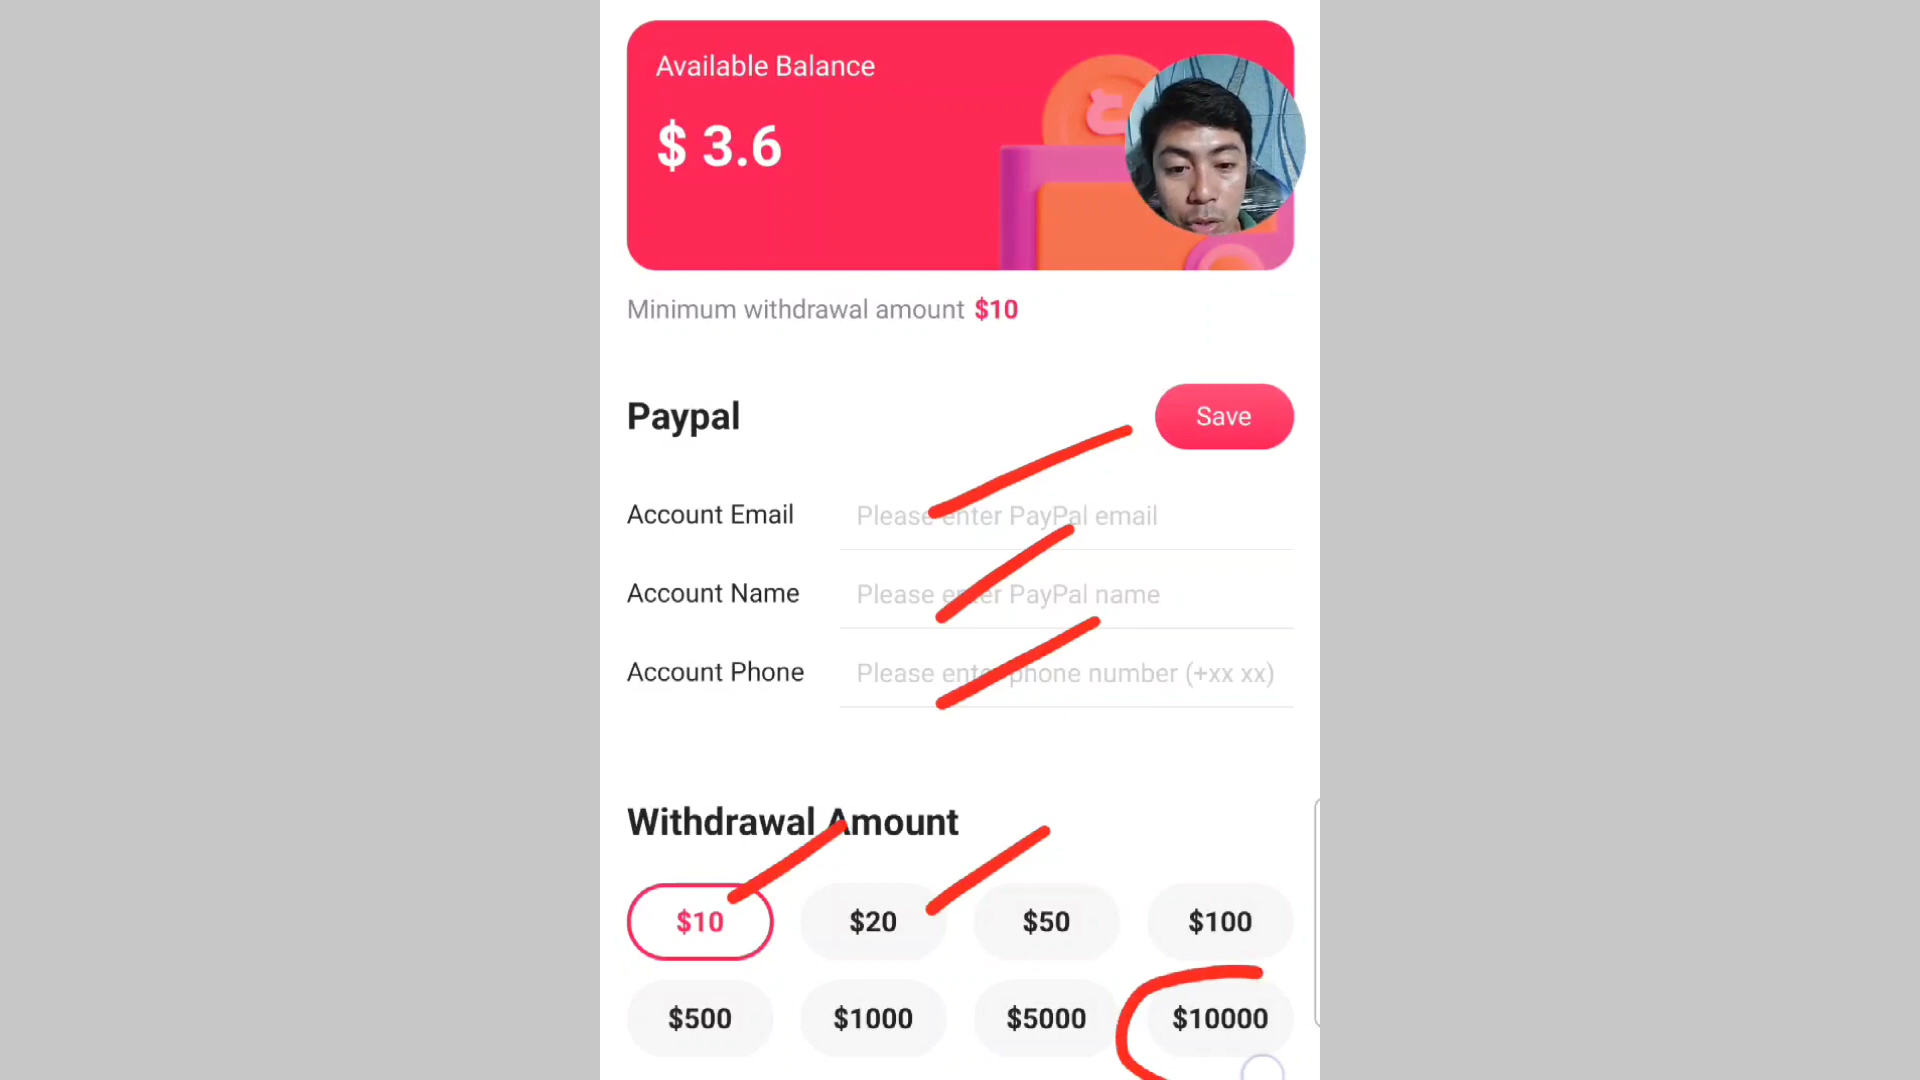 Available Balance
$ 3.6
Minimum withdrawal amount $10
Paypal
Save
Account Email Please enter PayPal email
Account Name Please enter PayPal name
Account Phone Please enter phone number (+xx xx)
Withdrawal Amount
$10 $20 $50 $100
$500 $1000 $5000 $10000